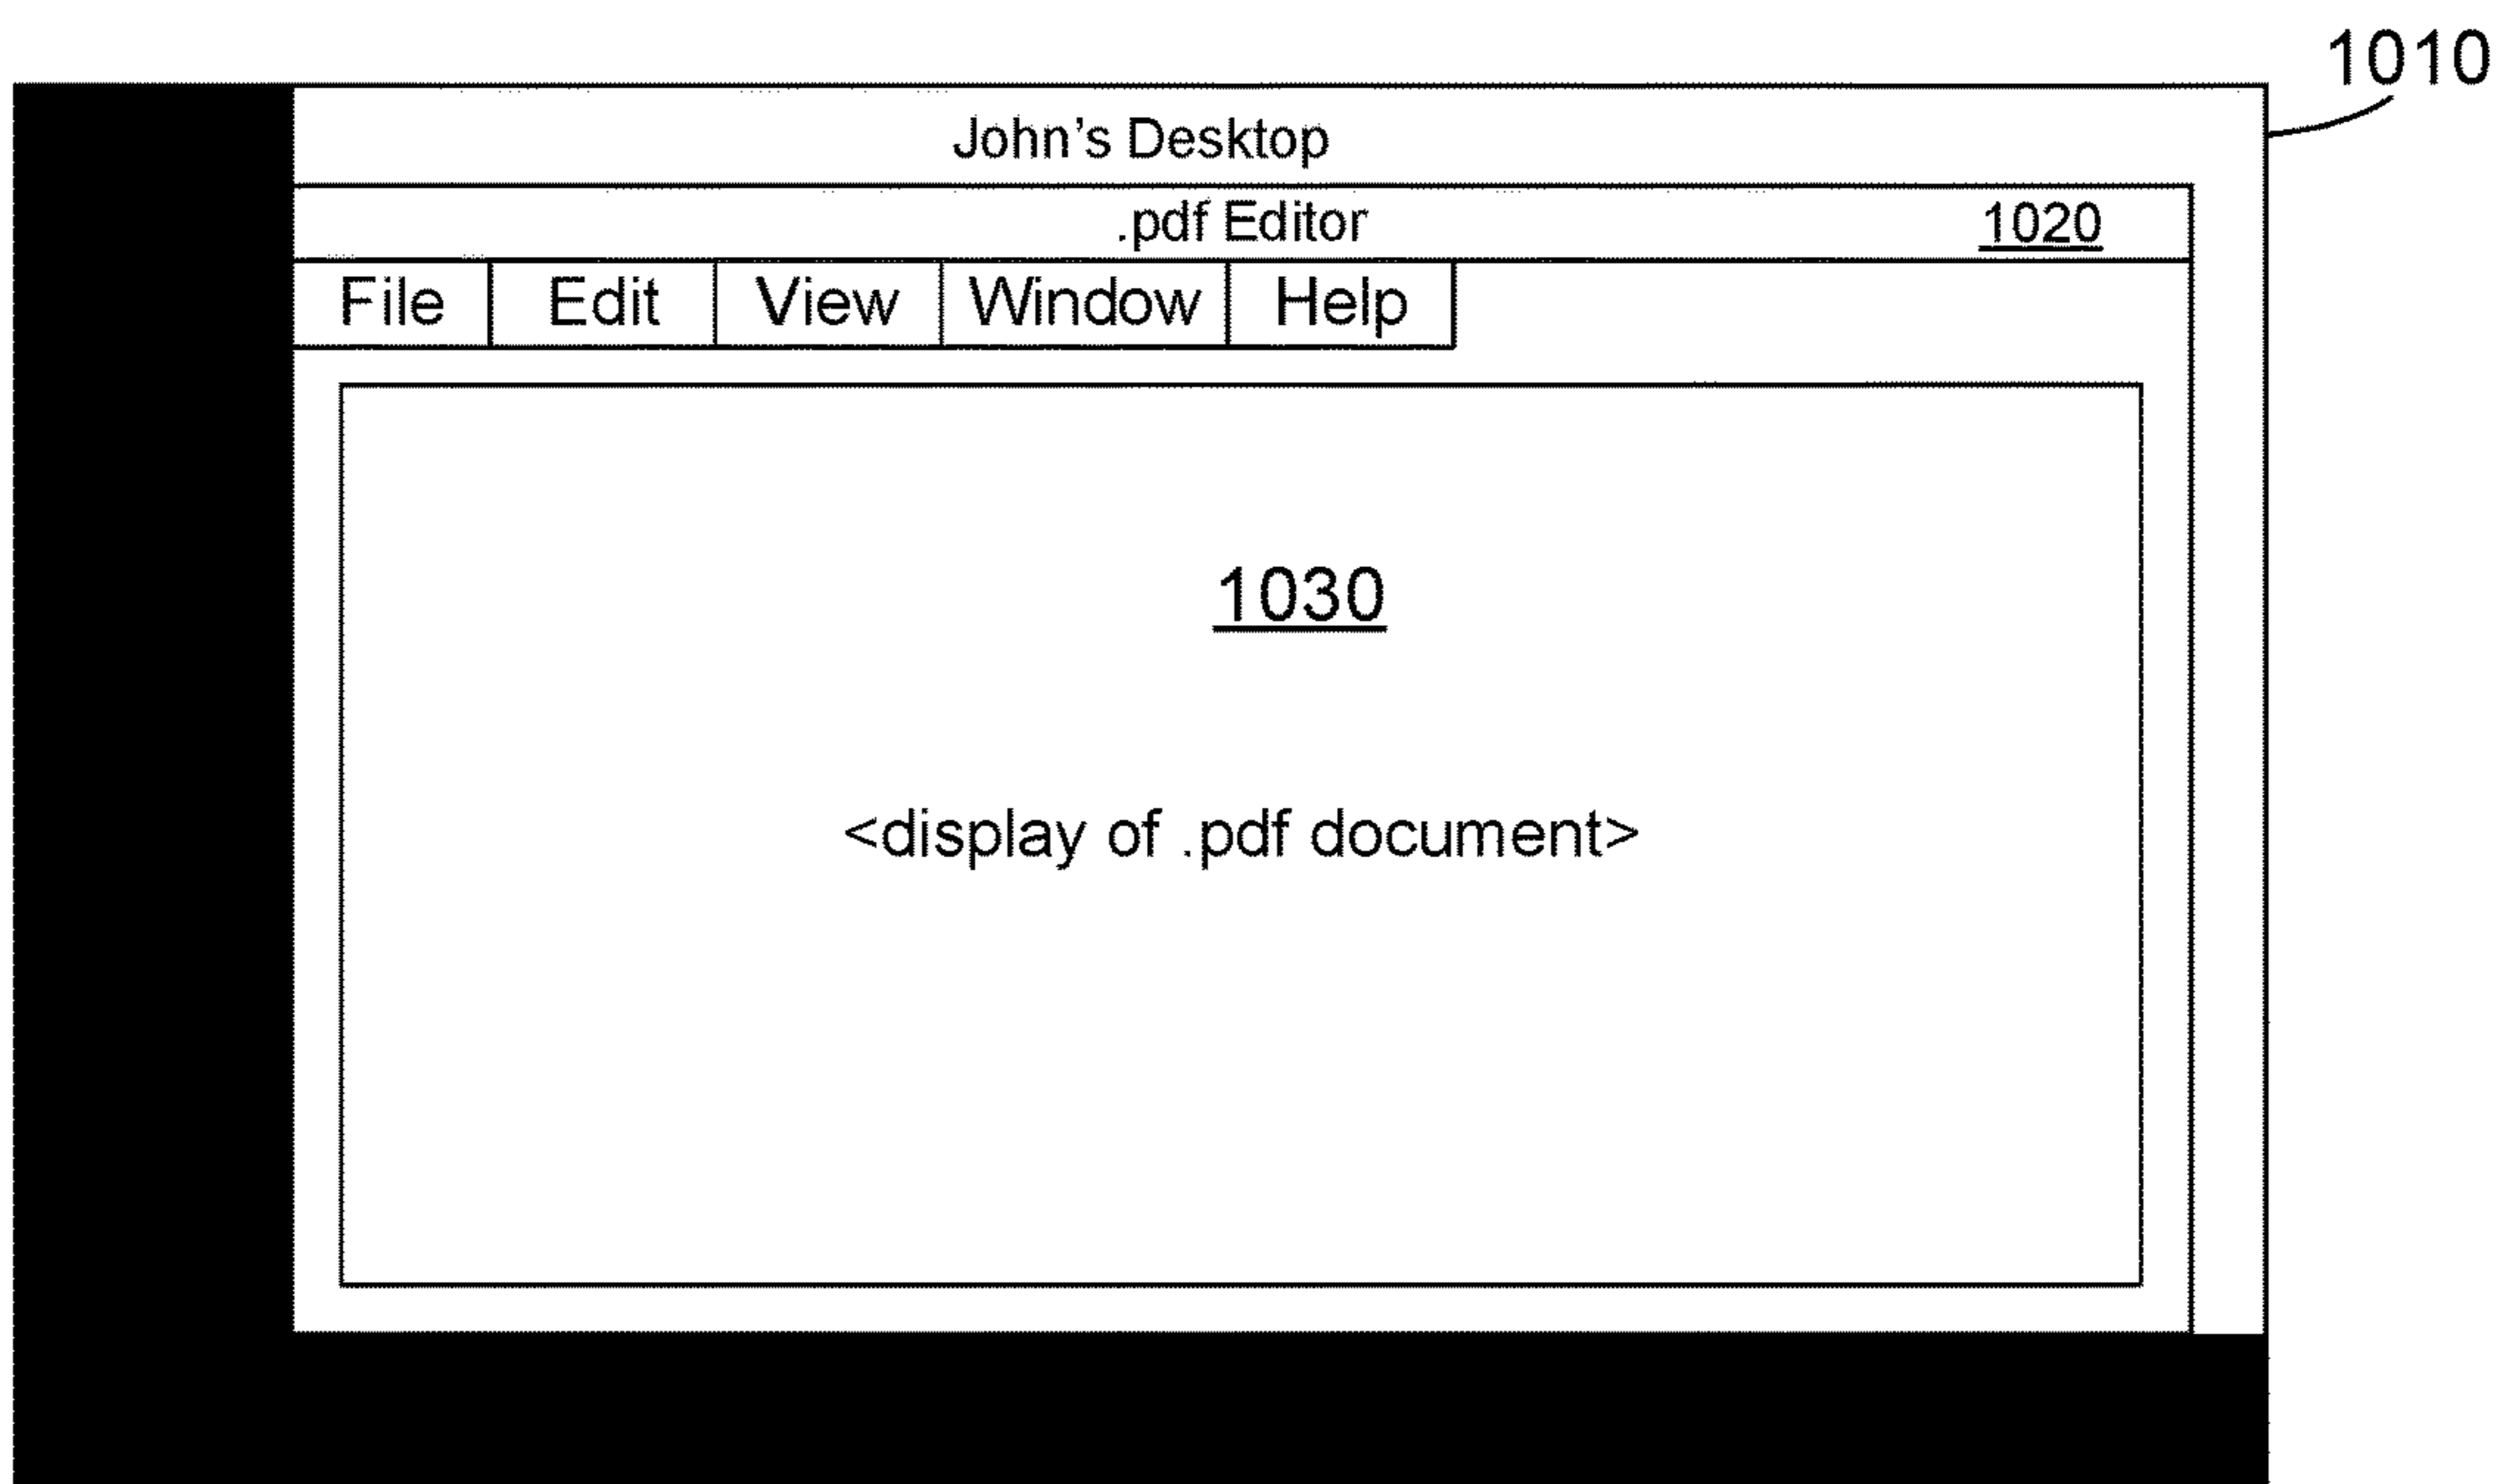 1010
John's Desktop
.pdf Editor 1020
File Edit View Window Help
1030
<display of .pdf document>